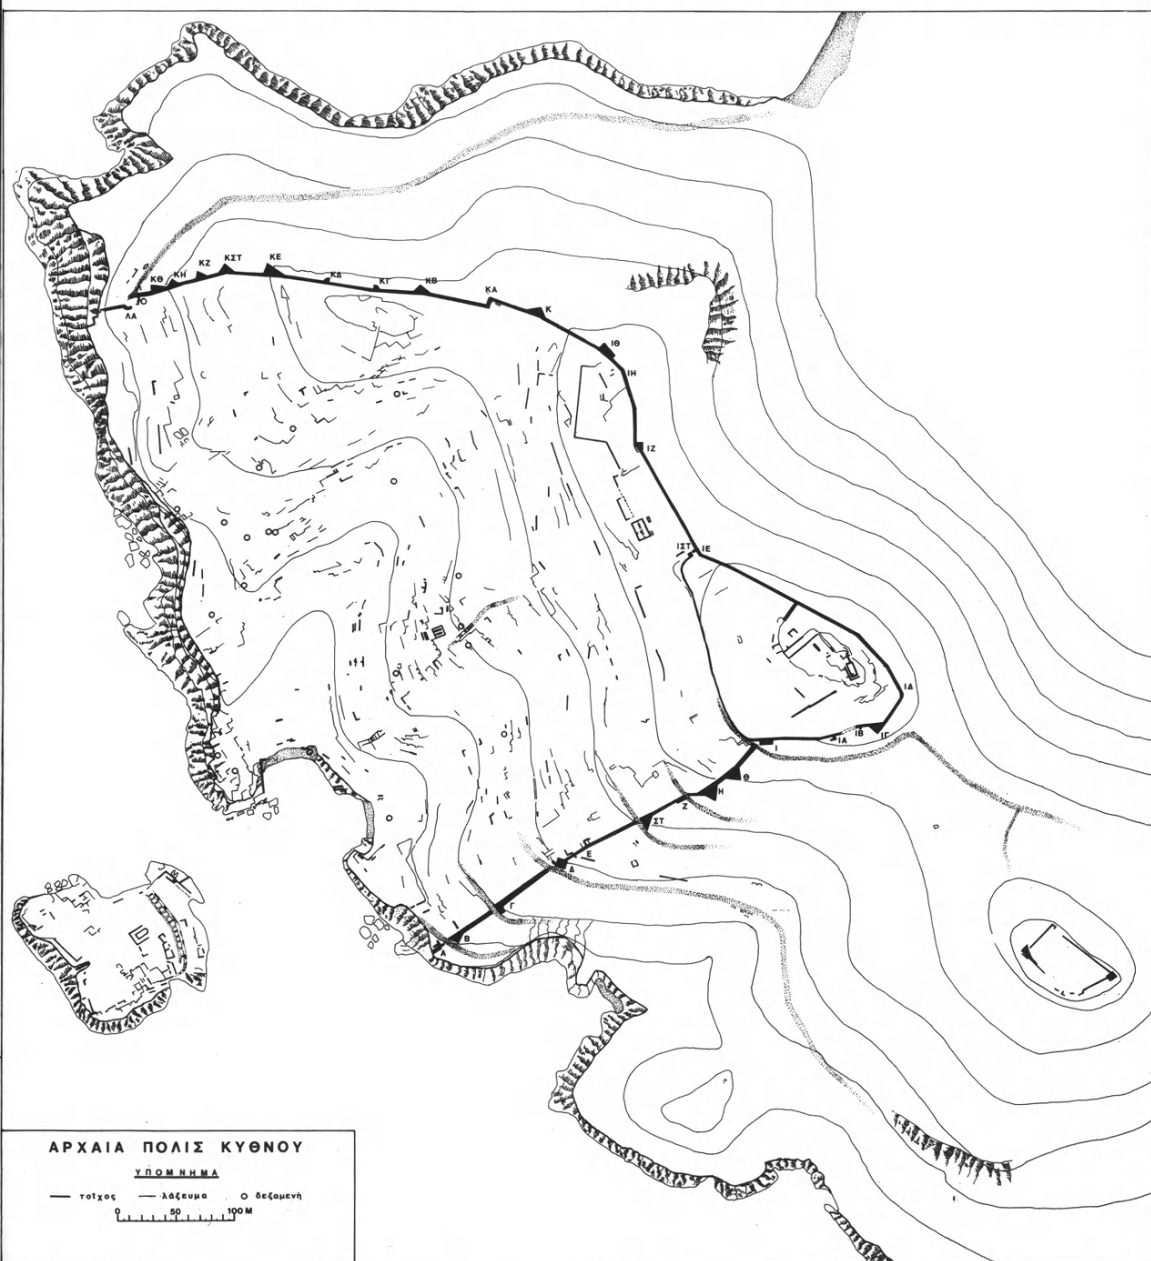 ΚΕ
ΚΣΤ
ΚΖ
ΚΗ
ΚΘ
ΚΔ
ΚΓ
ΚΒ
ΚΑ
Κ
ΛΑ
ΙΘ
ΙΗ
ΙΖ
ΙΣΤ
ΙΕ
ΙΔ
ΙΓ
ΙΒ
ΙΑ
Ι
Θ
Η
Ζ
ΣΤ
Ε
Δ
Γ
Β
Α
ΑΡΧΑΙΑ ΠΟΛΙΣ ΚΥΘΝΟΥ
ΥΠΟΜΝΗΜΑ
τοῖχος λάξευμα δεξαμενή
0 50 100 Μ